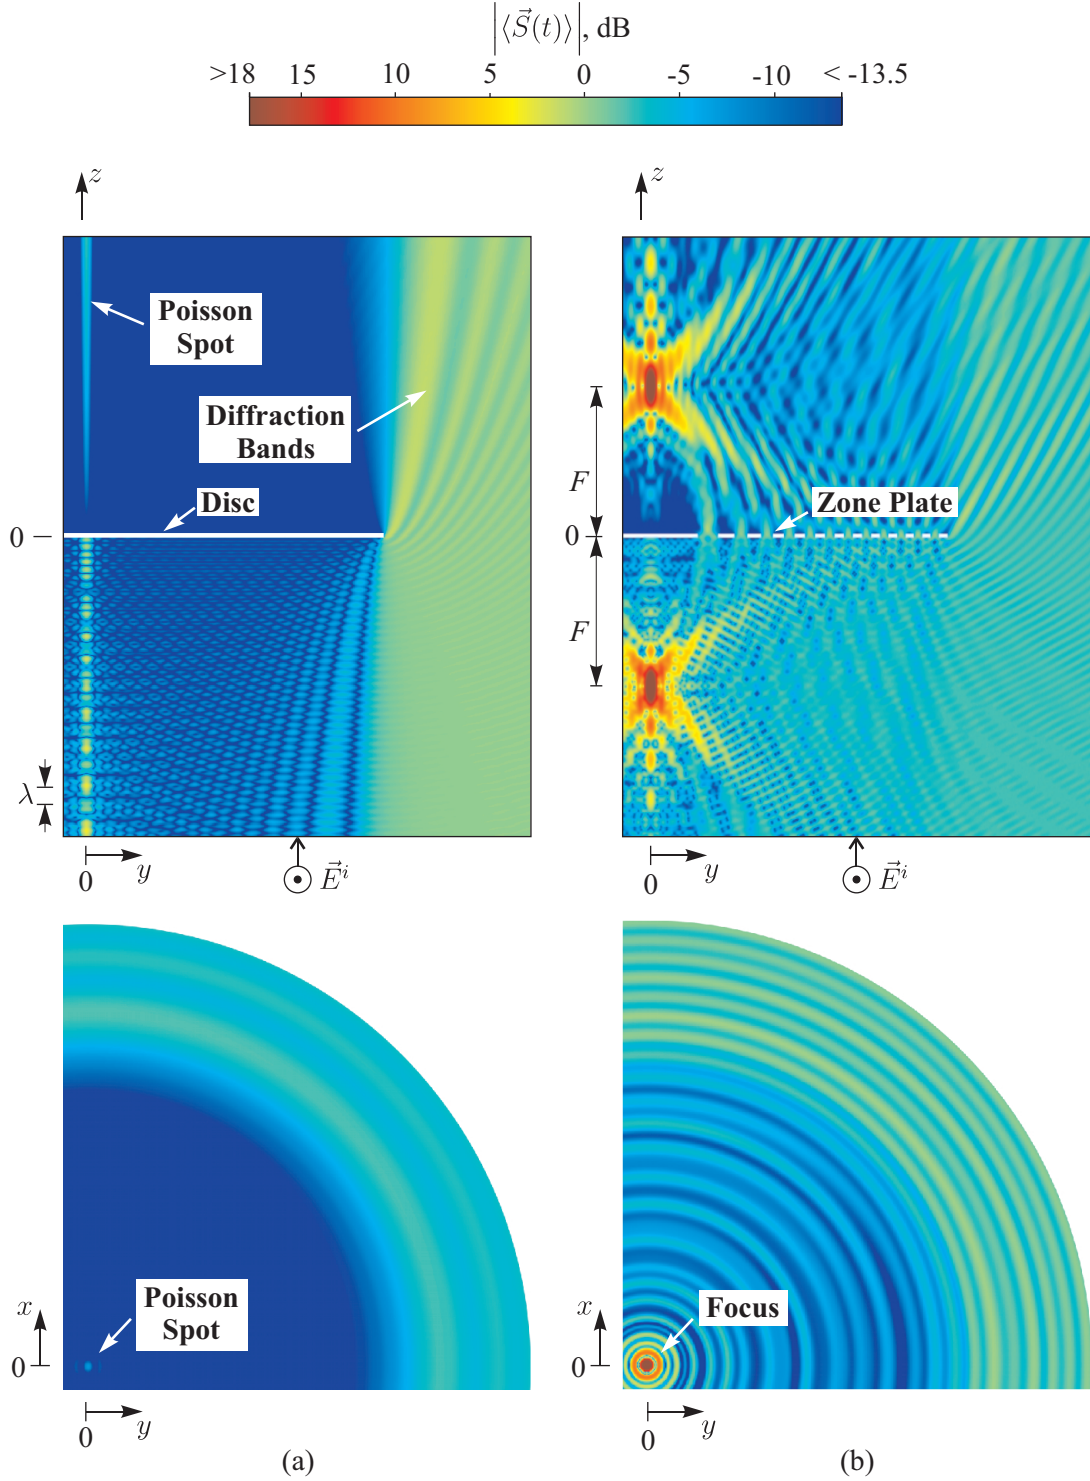 |⟨S⃗(t)⟩|, dB
>18 15 10 5 0 -5 -10 < -13.5
z
z
Poisson
Spot
Diffraction
Bands
Disc
0
λ
0
y
E⃗ⁱ
F
Zone Plate
0
F
0
y
E⃗ⁱ
Poisson
Spot
x
0
0
y
(a)
Focus
x
0
0
y
(b)